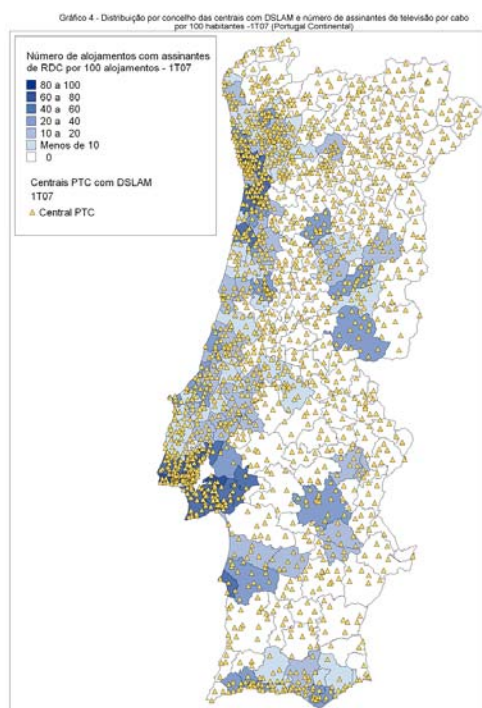 Gráfico 4 - Distribuição por concelho das centrais com DSLAM e número de assinantes de televisão por cabo
por 100 habitantes -1T07 (Portugal Continental)
Número de alojamentos com assinantes
de RDC por 100 alojamentos - 1T07
80 a 100
60 a 80
40 a 60
20 a 40
10 a 20
Menos de 10
0
Centrais PTC com DSLAM
1T07
Central PTC